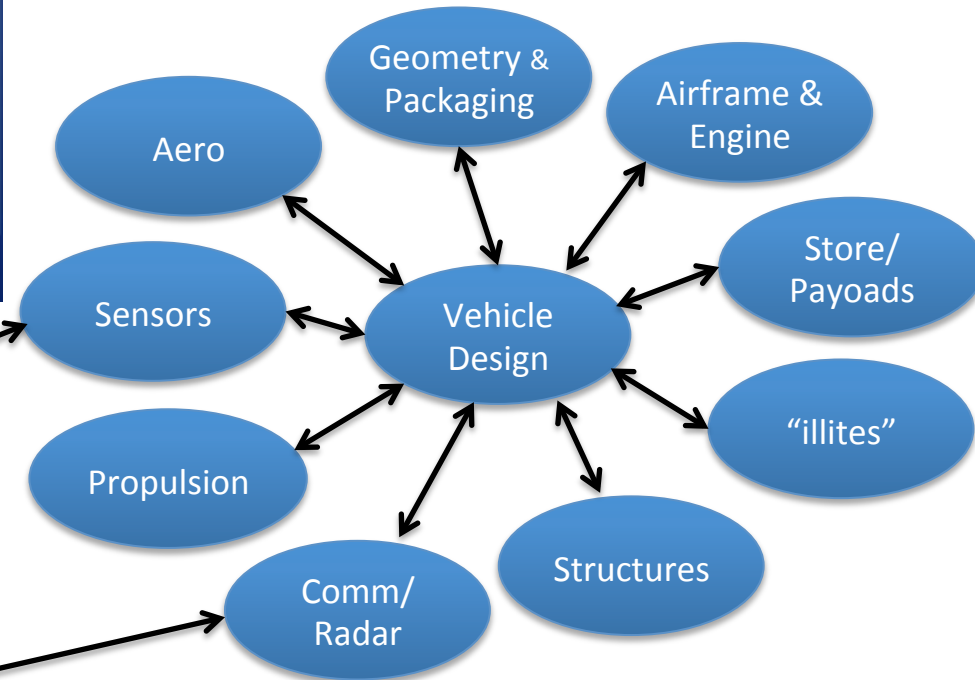 Geometry &
Packaging
Airframe &
Engine
Aero
Store/
Payoads
Sensors
Vehicle
Design
"illites"
Propulsion
Structures
Comm/
Radar